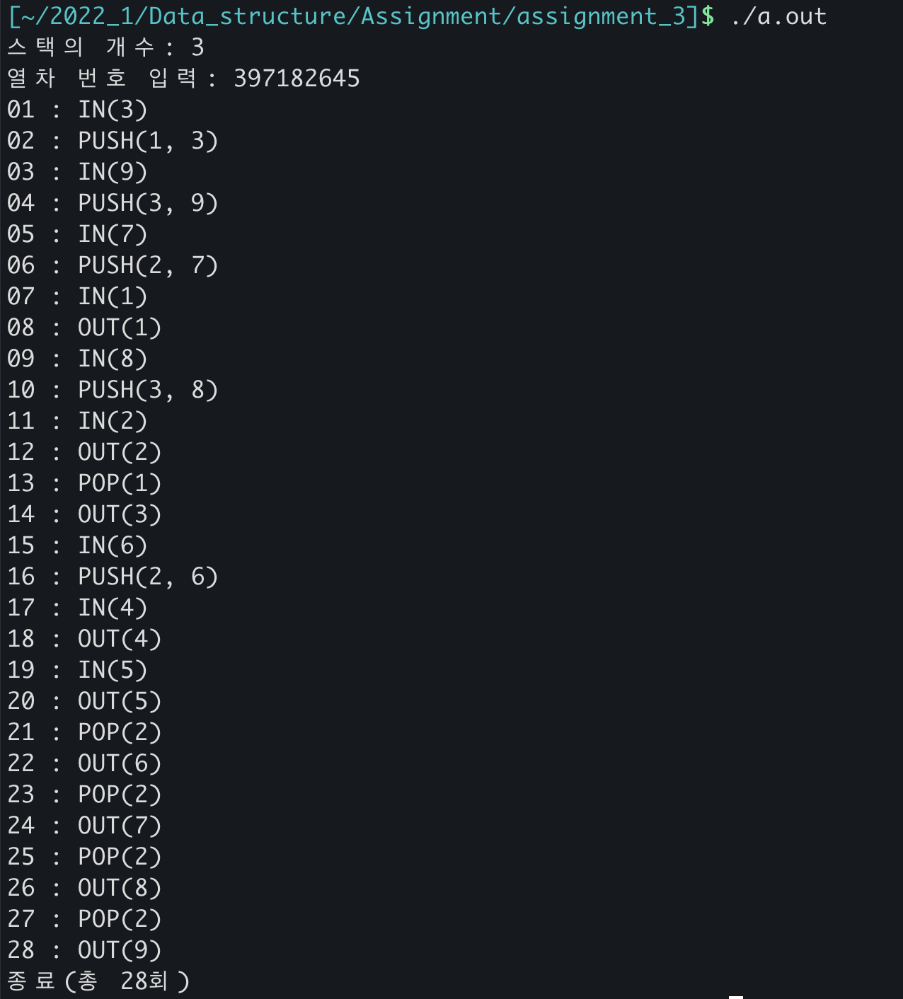 [~/2022_1/Data_structure/Assignment/assignment_3]$ ./a.out
스택의 개수: 3
열차 번호 입력: 397182645
01 : IN(3)
02 : PUSH(1, 3)
03 : IN(9)
04 : PUSH(3, 9)
05 : IN(7)
06 : PUSH(2, 7)
07 : IN(1)
08 : OUT(1)
09 : IN(8)
10 : PUSH(3, 8)
11 : IN(2)
12 : OUT(2)
13 : POP(1)
14 : OUT(3)
15 : IN(6)
16 : PUSH(2, 6)
17 : IN(4)
18 : OUT(4)
19 : IN(5)
20 : OUT(5)
21 : POP(2)
22 : OUT(6)
23 : POP(2)
24 : OUT(7)
25 : POP(2)
26 : OUT(8)
27 : POP(2)
28 : OUT(9)
종료(총 28회)